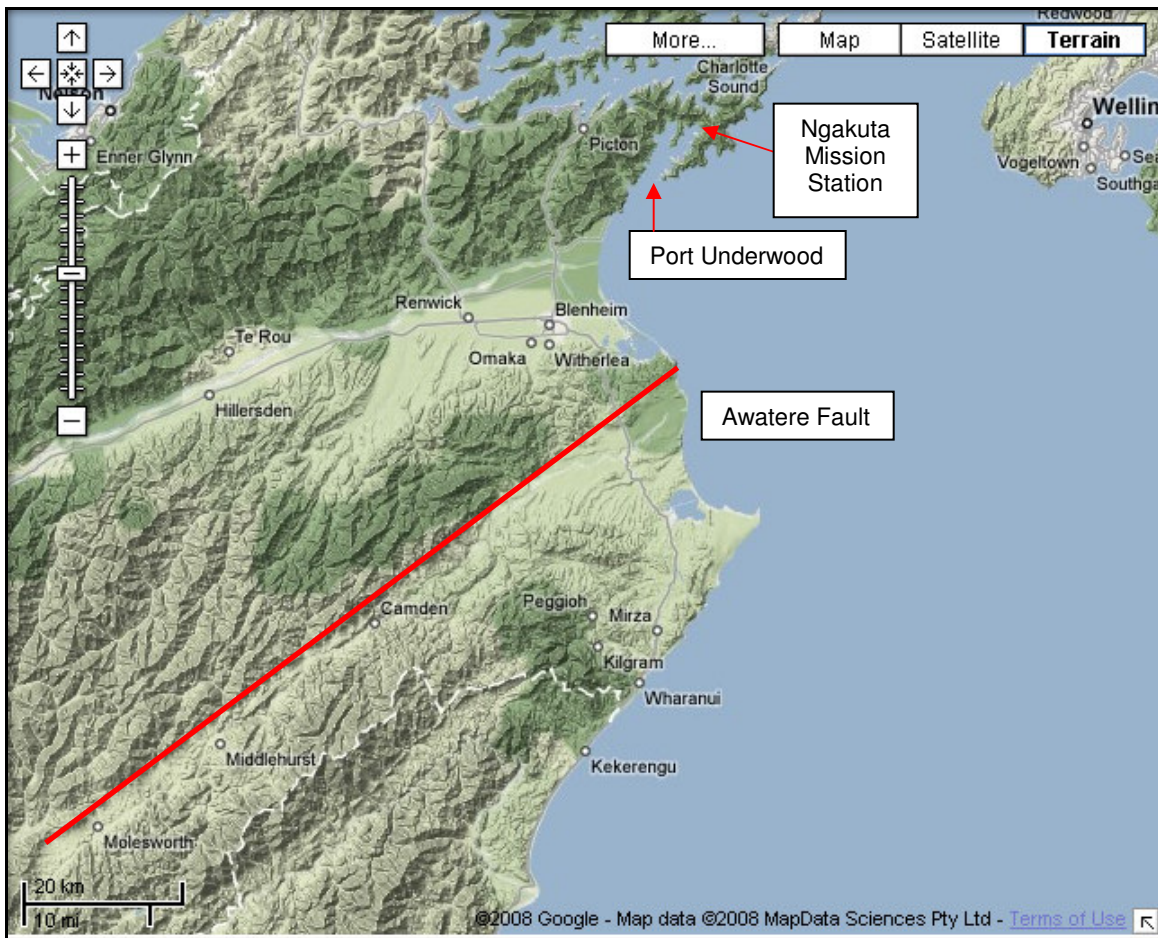 Redwood
More...
Map
Satellite
Terrain
Charlotte
Sound
Nelson
Wellin
Ngakuta
Mission
Station
Picton
Enner Glynn
Vogeltown
Sea
Southga
Port Underwood
Renwick
Blenheim
Te Rou
Omaka
Witherlea
Hillersden
Awatere Fault
Camden
Peggioh
Mirza
Kilgram
Wharanui
Middlehurst
Kekerengu
Molesworth
20 km
10 mi
©2008 Google - Map data ©2008 MapData Sciences Pty Ltd - Terms of Use